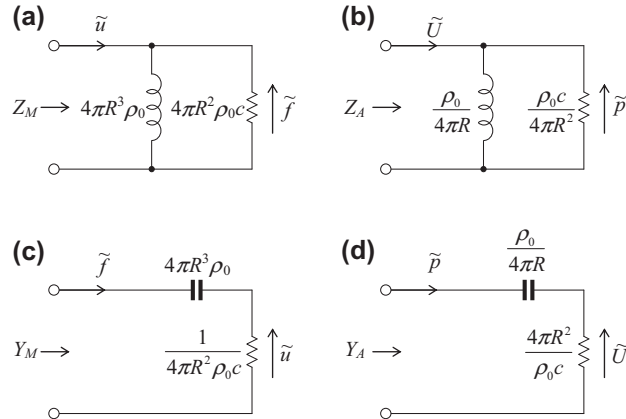 (a)
ũ
Z_M
4πR³ρ₀
4πR²ρ₀c
f̃
(b)
Ũ
Z_A
ρ₀
4πR
ρ₀c
4πR²
p̃
(c)
f̃
4πR³ρ₀
Y_M
1
4πR²ρ₀c
ũ
(d)
p̃
ρ₀
4πR
Y_A
4πR²
ρ₀c
Ũ